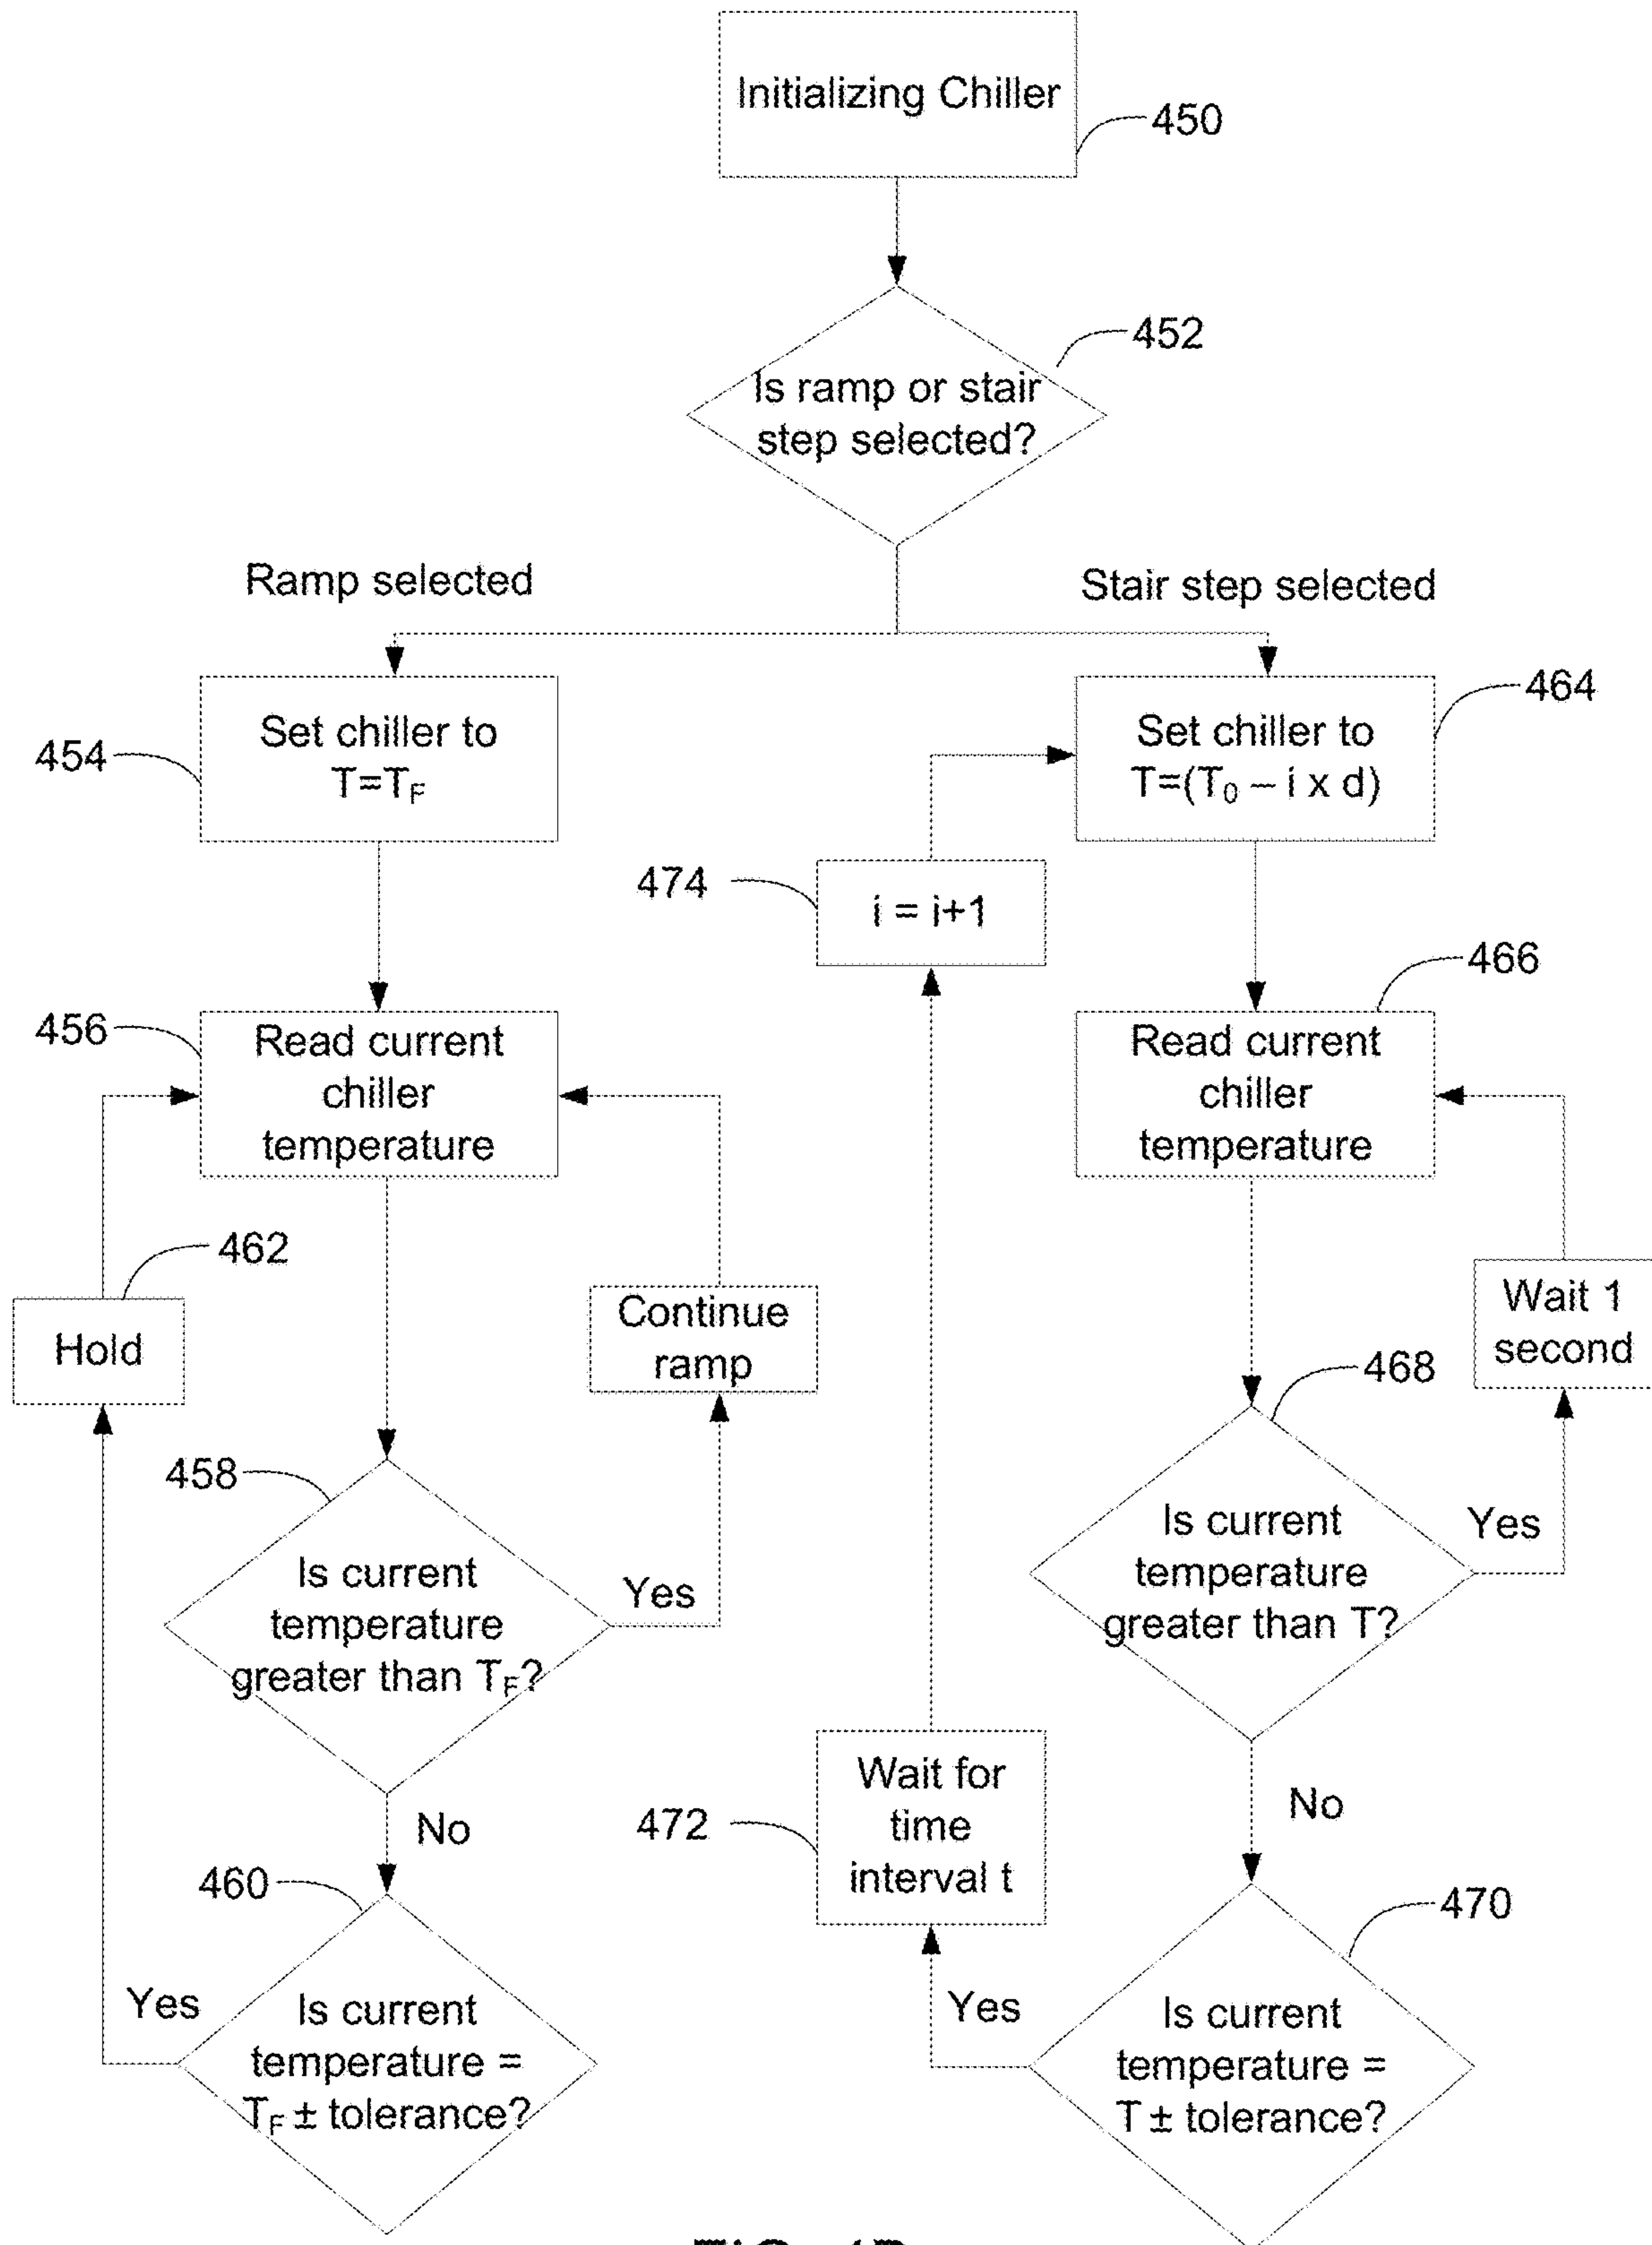 Initializing Chiller
450
452
Is ramp or stair
step selected?
Ramp selected
Stair step selected
454
Set chiller to
T=T_F
464
Set chiller to
T=(T_0 – i x d)
474
i = i+1
456
Read current
chiller
temperature
466
Read current
chiller
temperature
462
Hold
Continue
ramp
Wait 1
second
458
Is current
temperature
greater than T_F?
Yes
No
468
Is current
temperature
greater than T?
Yes
No
472
Wait for
time
interval t
460
Is current
temperature =
T_F ± tolerance?
Yes
470
Is current
temperature =
T ± tolerance?
Yes